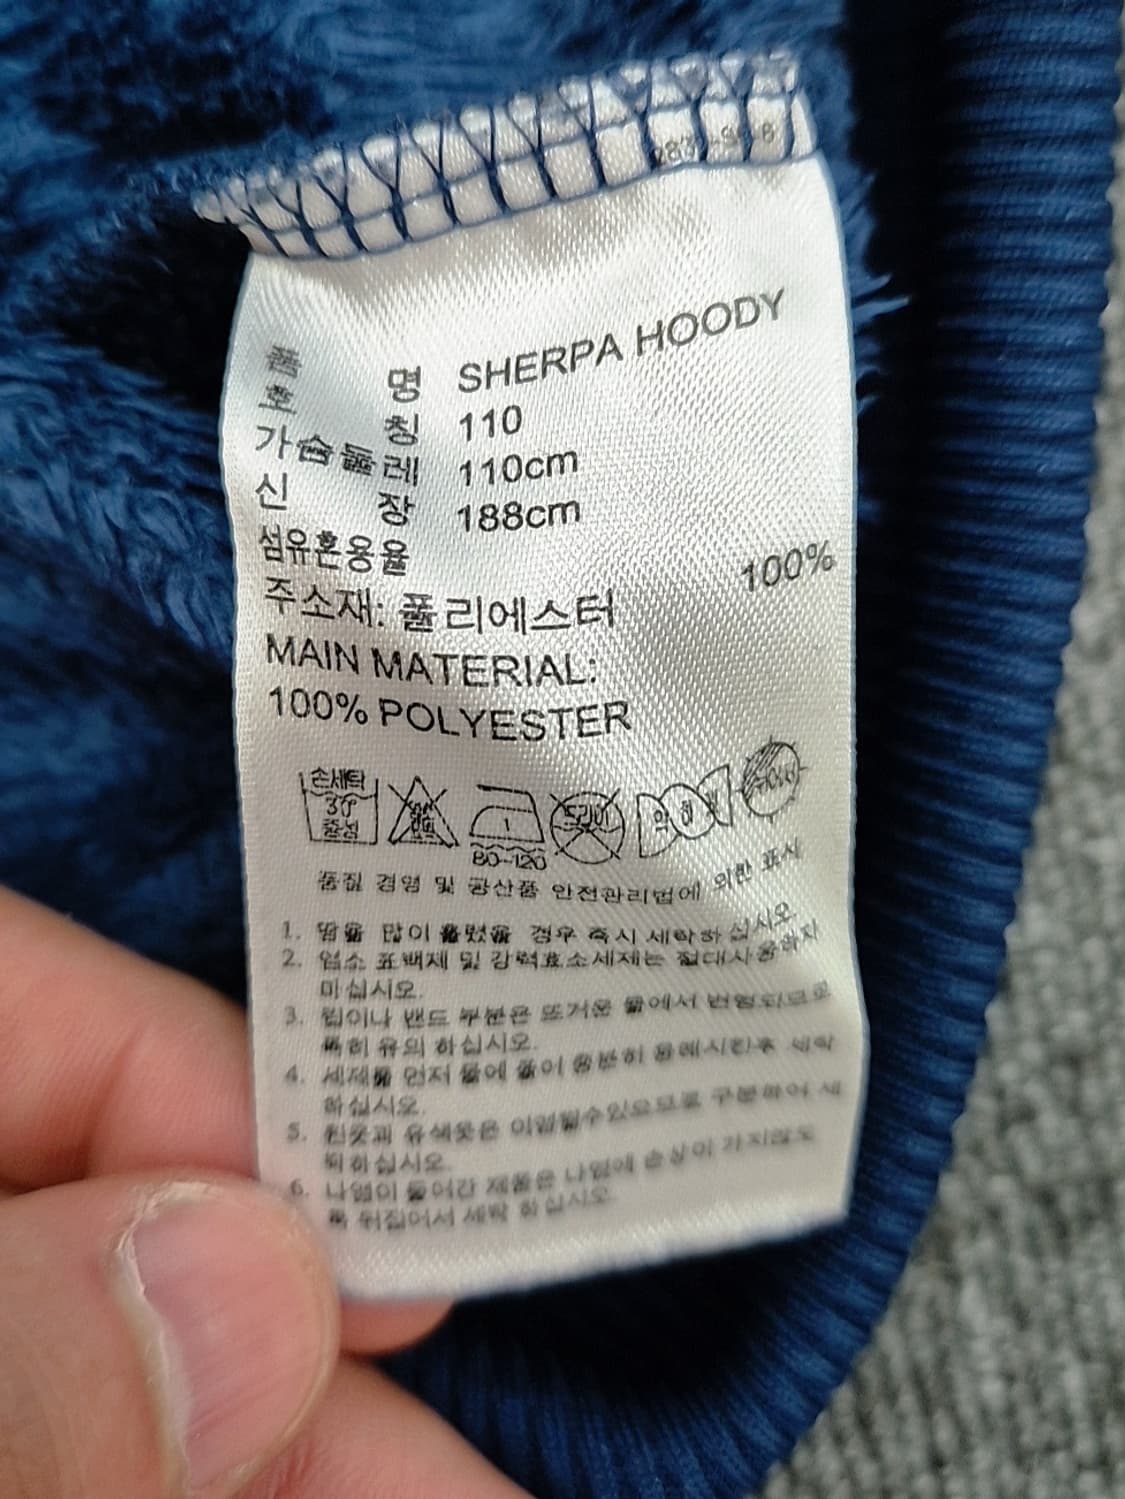 품 명 SHERPA HOODY
호 칭 110
가슴둘레 110cm
신 장 188cm
섬유혼용율
주소재: 폴리에스터 100%
MAIN MATERIAL:
100% POLYESTER
손세탁 30° 중성
80~120
드라이
약하게
품질 경영 및 공산품 안전관리법에 의한 표시
1. 땀을 많이 흘렸을 경우 즉시 세탁하십시오.
2. 염소 표백제 및 강력효소세제는 절대사용하지
마십시오.
3. 립이나 밴드 부분은 뜨거운 물에서 변형되므로
특히 유의 하십시오.
4. 세제를 먼저 물에 풀어 충분히 용해시킨후 세탁
하십시오.
5. 흰옷과 유색옷은 이염될수있으므로 구분하여 세
탁하십시오.
6. 나염이 들어간 제품은 나염에 손상이 가지않도
록 뒤집어서 세탁 하십시오.